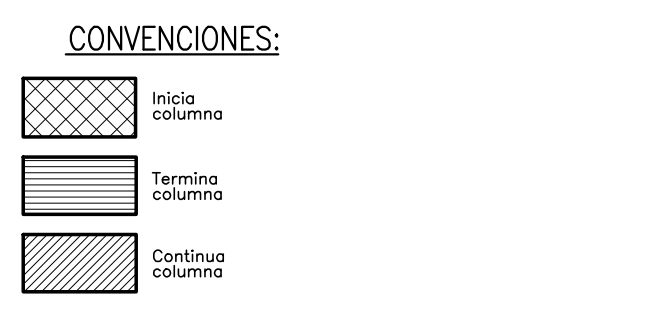 CONVENCIONES:
Inicia
columna
Termina
columna
Continua
columna